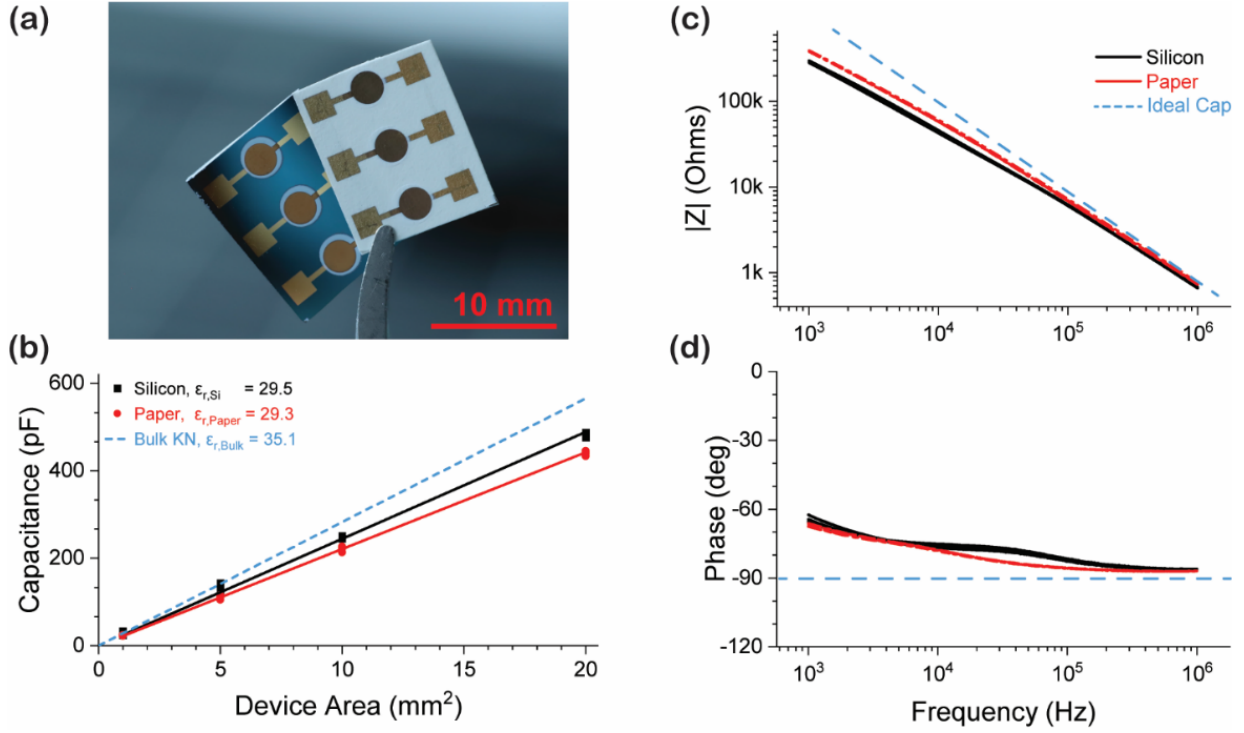 (a)
10 mm
(b)
600
400
200
0
Capacitance (pF)
Silicon, εr,Si = 29.5
Paper, εr,Paper = 29.3
Bulk KN, εr,Bulk = 35.1
0 5 10 15 20
Device Area (mm²)
(c)
100k
10k
1k
|Z| (Ohms)
Silicon
Paper
Ideal Cap
10³ 10⁴ 10⁵ 10⁶
(d)
0
-30
-60
-90
-120
Phase (deg)
10³ 10⁴ 10⁵ 10⁶
Frequency (Hz)